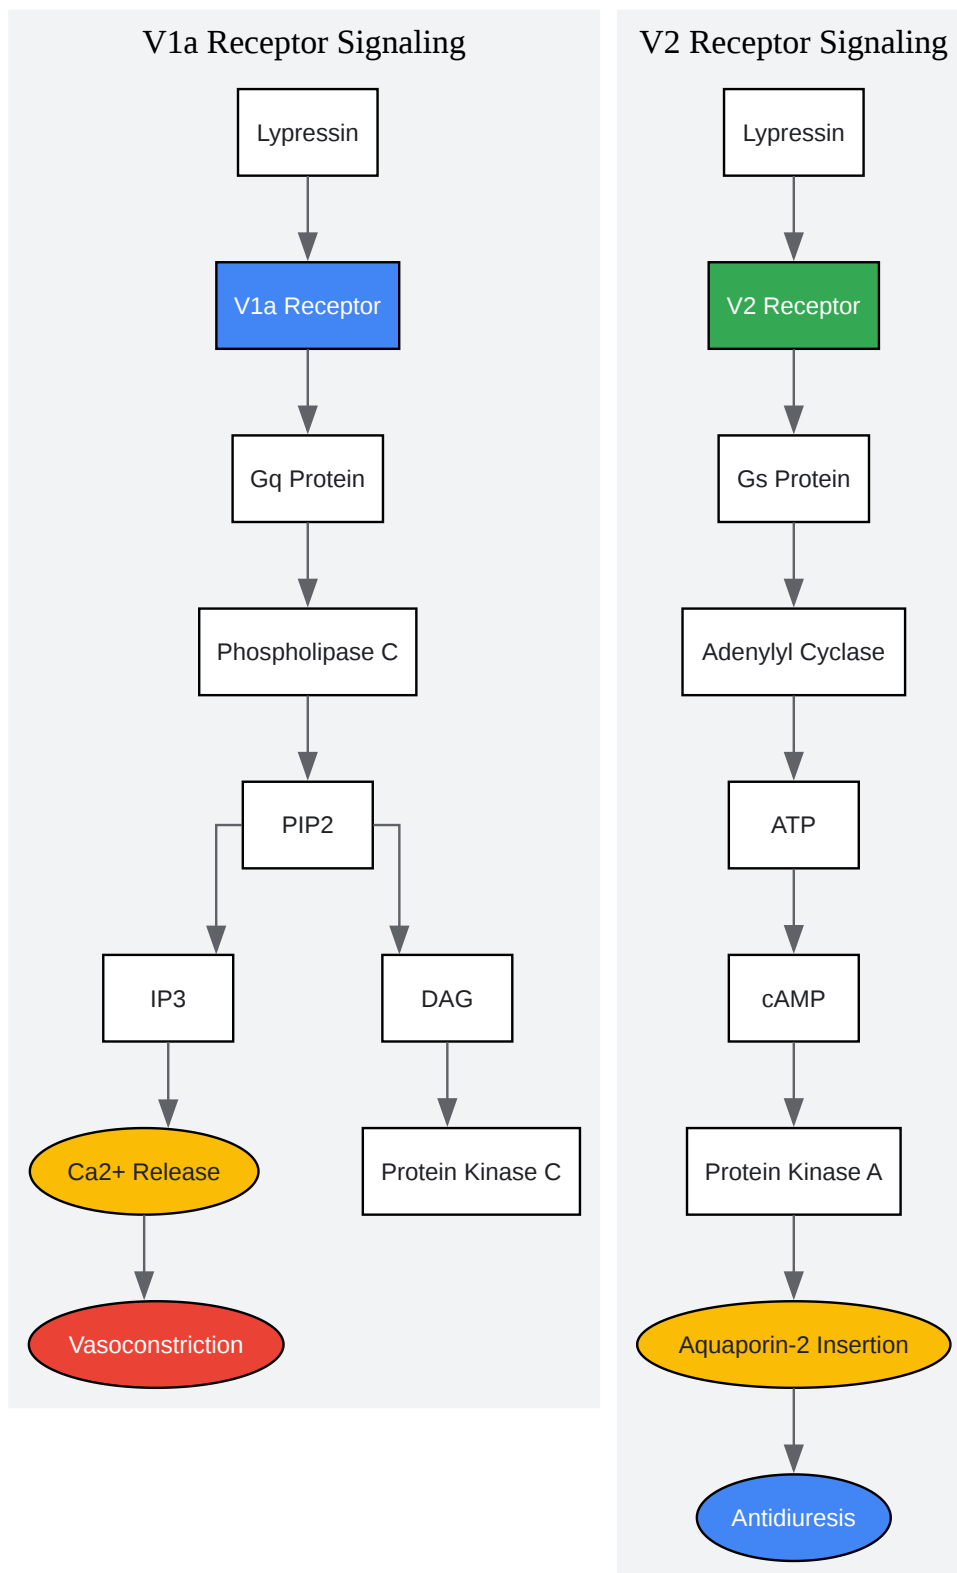 V1a Receptor Signaling
Lypressin
V1a Receptor
Gq Protein
Phospholipase C
PIP2
IP3
DAG
Ca2+ Release
Protein Kinase C
Vasoconstriction
V2 Receptor Signaling
Lypressin
V2 Receptor
Gs Protein
Adenylyl Cyclase
ATP
cAMP
Protein Kinase A
Aquaporin-2 Insertion
Antidiuresis